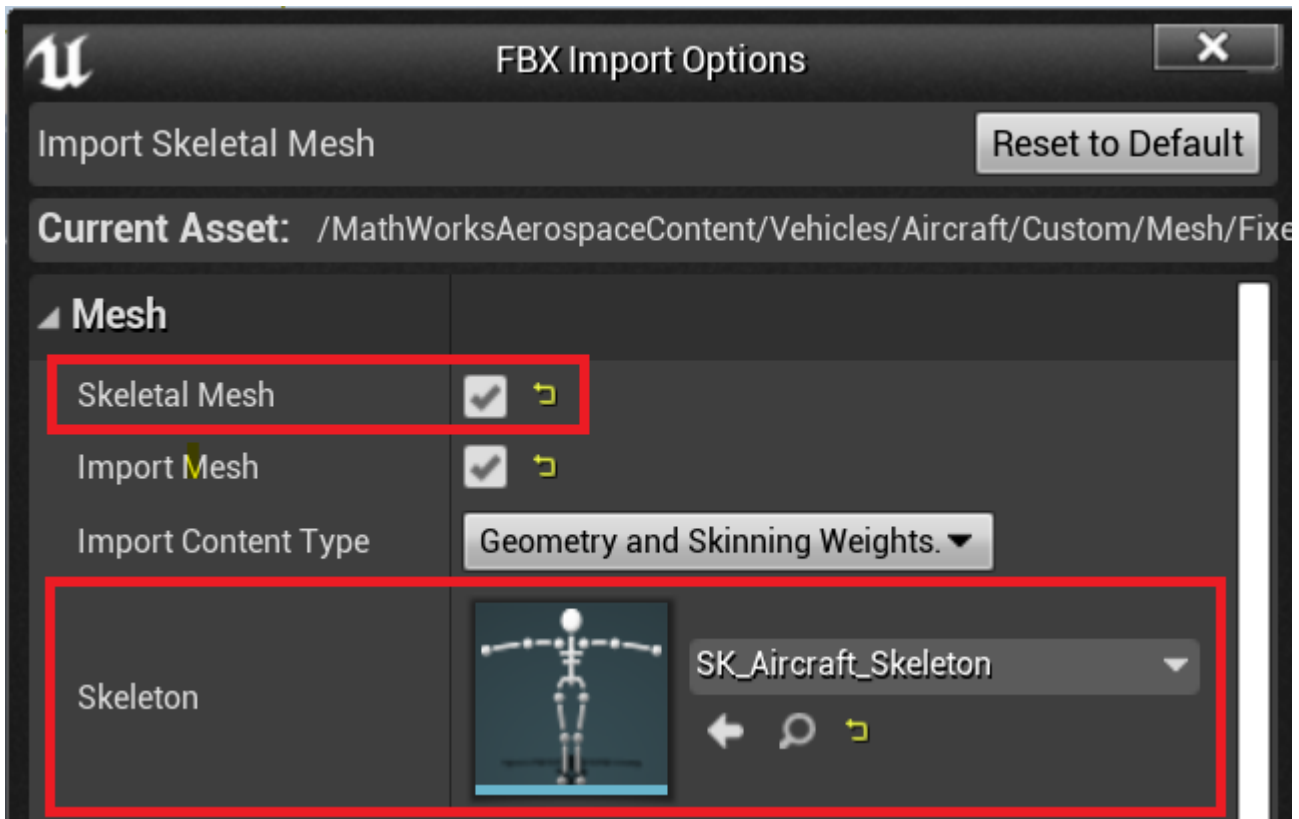 FBX Import Options
Import Skeletal Mesh
Reset to Default
Current Asset: /MathWorksAerospaceContent/Vehicles/Aircraft/Custom/Mesh/Fixe
Mesh
Skeletal Mesh
Import Mesh
Import Content Type
Geometry and Skinning Weights.
Skeleton
SK_Aircraft_Skeleton